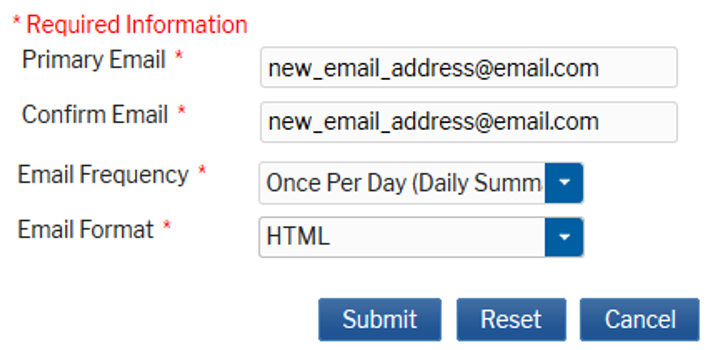 * Required Information
Primary Email * new_email_address@email.com
Confirm Email * new_email_address@email.com
Email Frequency * Once Per Day (Daily Summ
Email Format * HTML
Submit Reset Cancel